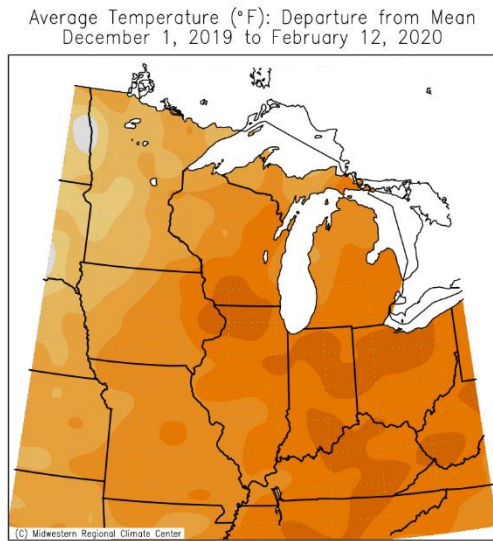 Average Temperature (°F): Departure from Mean
December 1, 2019 to February 12, 2020
(C) Midwestern Regional Climate Center